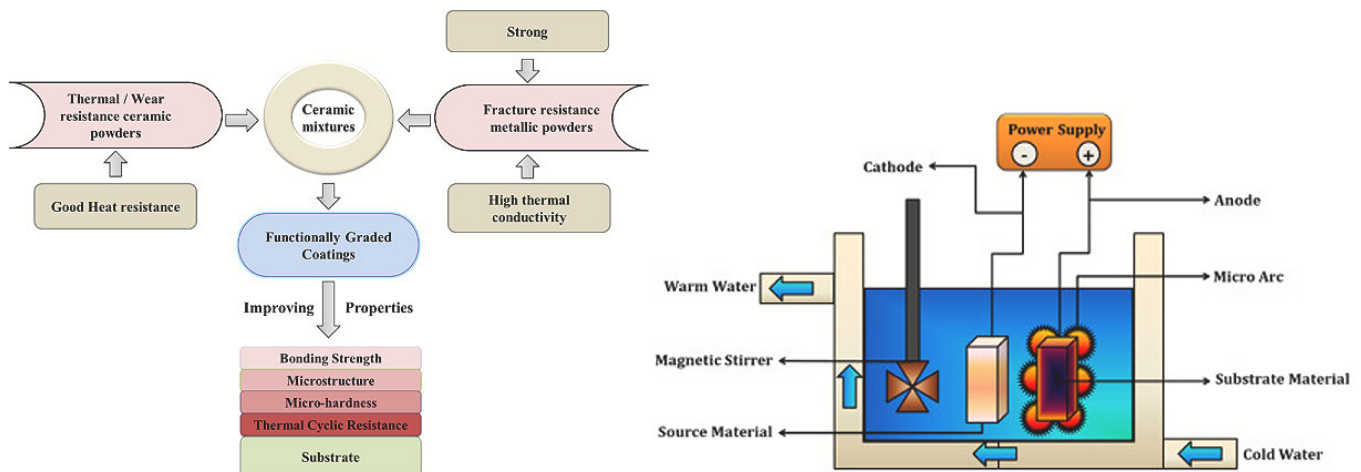 Strong
Thermal / Wear
resistance ceramic
powders
Ceramic
mixtures
Fracture resistance
metallic powders
Good Heat resistance
High thermal
conductivity
Functionally Graded
Coatings
Improving Properties
Bonding Strength
Microstructure
Micro-hardness
Thermal Cyclic Resistance
Substrate
Power Supply
- +
Cathode
Anode
Warm Water
Micro Arc
Magnetic Stirrer
Substrate Material
Source Material
Cold Water